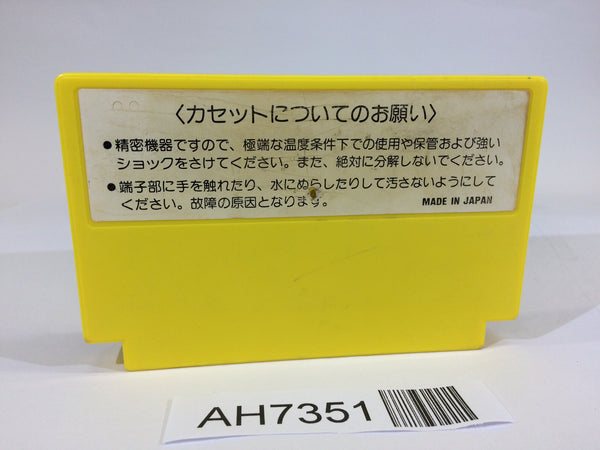 〈カセットについてのお願い〉
●精密機器ですので、極端な温度条件下での使用や保管および強い
ショックをさけてください。また、絶対に分解しないでください。
●端子部に手を触れたり、水にぬらしたりして汚さないようにして
ください。故障の原因となります。
MADE IN JAPAN
AH7351